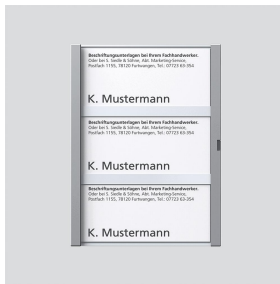 Beschriftungsunterlagen bei Ihrem Fachhandwerker.
Oder bei S. Siedle & Söhne, Abt. Marketing-Service,
Postfach 1155, 78120 Furtwangen, Tel.: 07723 63-354
K. Mustermann
Beschriftungsunterlagen bei Ihrem Fachhandwerker.
Oder bei S. Siedle & Söhne, Abt. Marketing-Service,
Postfach 1155, 78120 Furtwangen, Tel.: 07723 63-354
K. Mustermann
Beschriftungsunterlagen bei Ihrem Fachhandwerker.
Oder bei S. Siedle & Söhne, Abt. Marketing-Service,
Postfach 1155, 78120 Furtwangen, Tel.: 07723 63-354
K. Mustermann